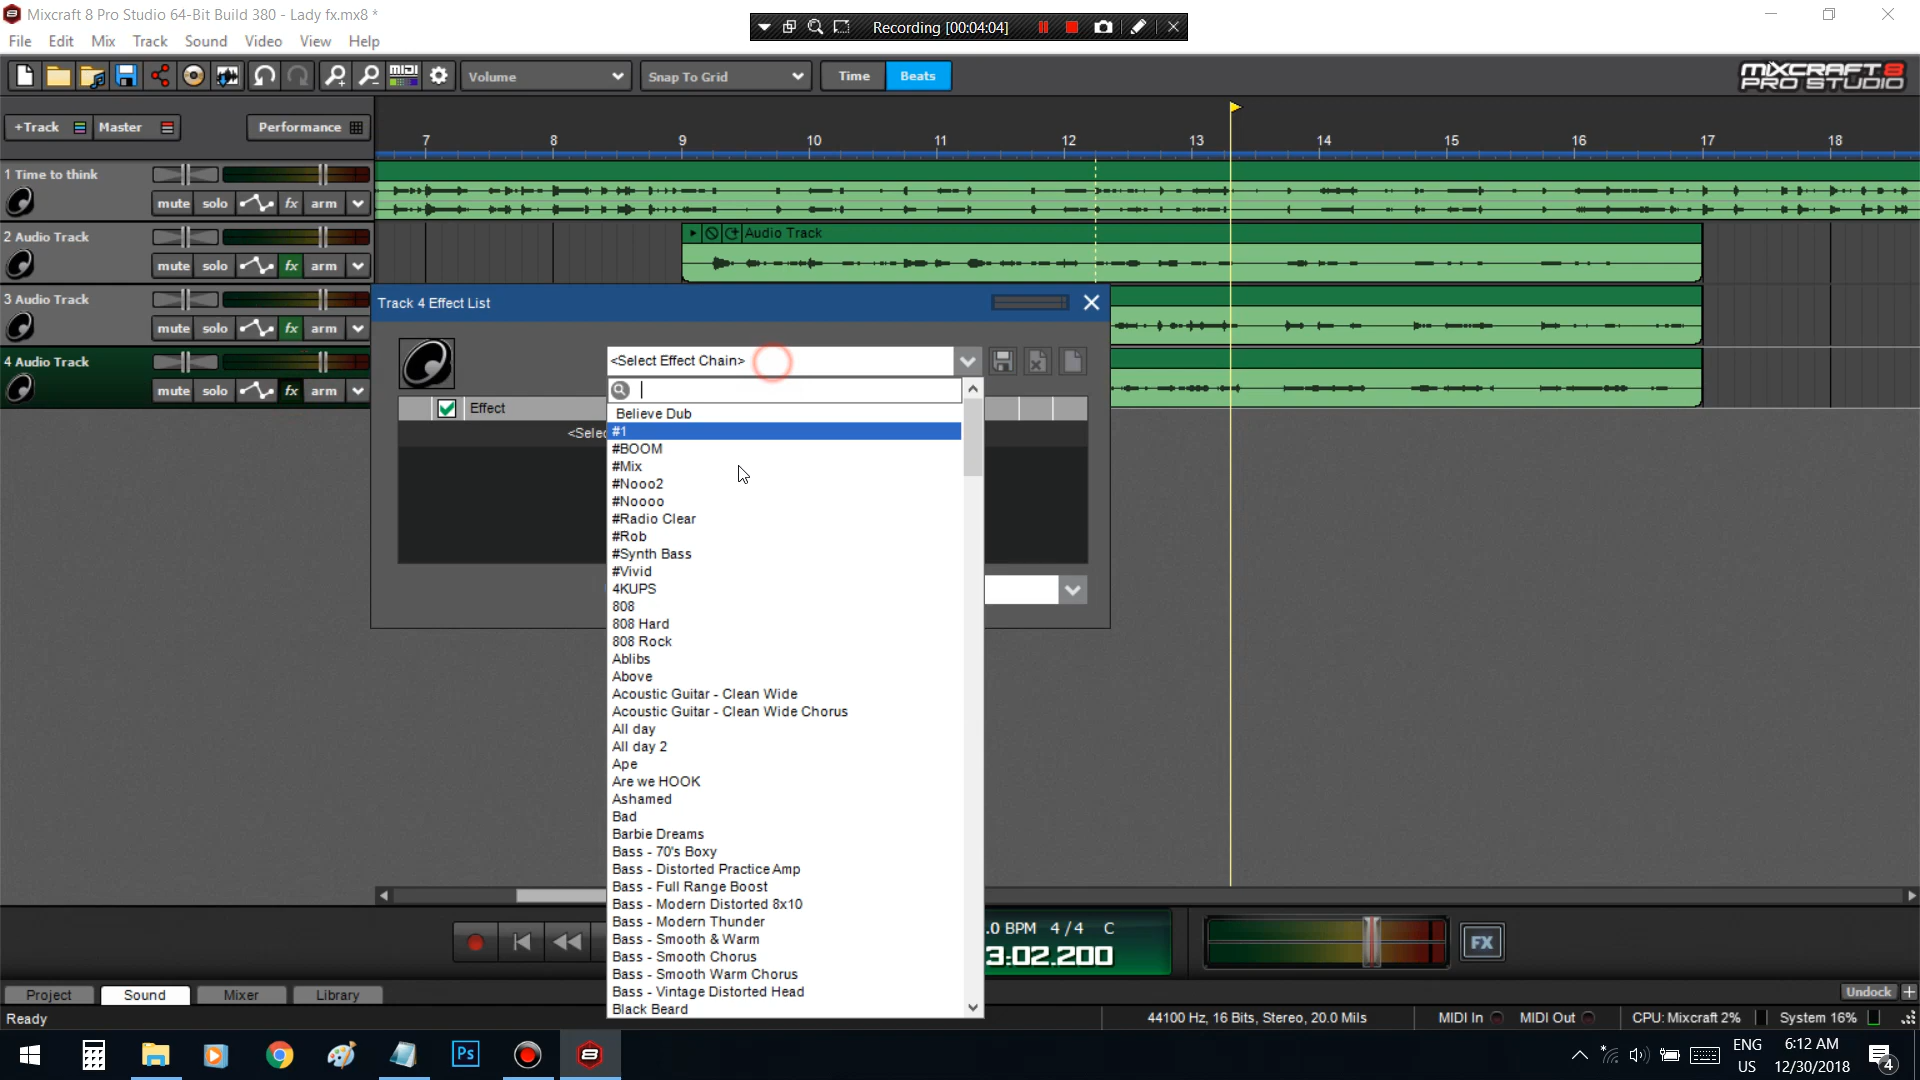 Mixcraft 8 Pro Studio 64-Bit Build 380 - Lady fx.mx8 *
Recording [00:04:04]
File Edit Mix Track Sound Video View Help
MIDI Volume Snap To Grid Time Beats
MIXCRAFT 8
PRO STUDIO
+Track Master Performance
7 8 9 10 11 12 13 14 15 16 17 18
1 Time to think
mute solo fx arm
2 Audio Track
mute solo fx arm
Audio Track
3 Audio Track
mute solo fx arm
4 Audio Track
mute solo fx arm
Track 4 Effect List
<Select Effect Chain>
Effect
<Selec
Believe Dub
#1
#BOOM
#Mix
#Nooo2
#Noooo
#Radio Clear
#Rob
#Synth Bass
#Vivid
4KUPS
808
808 Hard
808 Rock
Ablibs
Above
Acoustic Guitar - Clean Wide
Acoustic Guitar - Clean Wide Chorus
All day
All day 2
Ape
Are we HOOK
Ashamed
Bad
Barbie Dreams
Bass - 70's Boxy
Bass - Distorted Practice Amp
Bass - Full Range Boost
Bass - Modern Distorted 8x10
Bass - Modern Thunder
Bass - Smooth & Warm
Bass - Smooth Chorus
Bass - Smooth Warm Chorus
Bass - Vintage Distorted Head
Black Beard
.0 BPM 4/4 C
3:02.200
FX
Project Sound Mixer Library
Undock
Ready
44100 Hz, 16 Bits, Stereo, 20.0 Mils MIDI In MIDI Out CPU: Mixcraft 2% System 16%
Ps
8
ENG
US
6:12 AM
12/30/2018
4